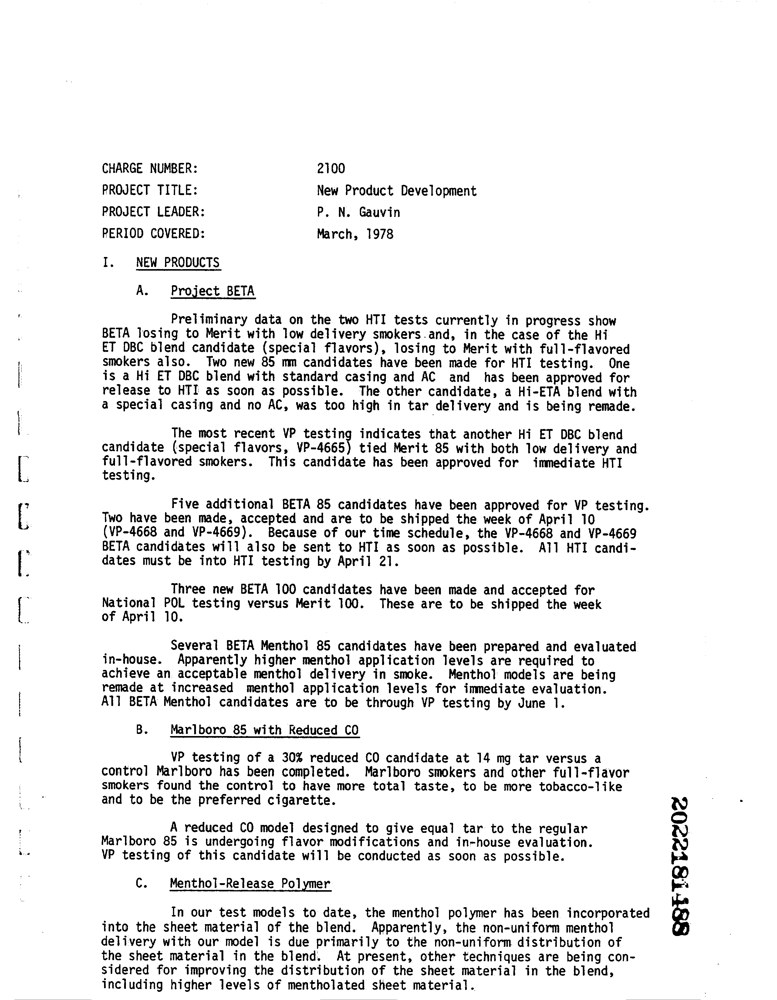 CHARGE NUMBER: 2100
PROJECT TITLE: New Product Development
PROJECT LEADER: P. N. Gauvin
PERIOD COVERED: March, 1978
I. NEW PRODUCTS
A. Project BETA
Preliminary data on the two HTI tests currently in progress show
BETA losing to Merit with low delivery smokers and, in the case of the Hi
ET DBC blend candidate (special flavors), losing to Merit with full-flavored
smokers also. Two new 85 mm candidates have been made for HTI testing. One
is a Hi ET DBC blend with standard casing and AC and has been approved for
release to HTI as soon as possible. The other candidate, a Hi-ETA blend with
a special casing and no AC, was too high in tar delivery and is being remade.
The most recent VP testing indicates that another Hi ET DBC blend
candidate (special flavors, VP-4665) tied Merit 85 with both low delivery and
full-flavored smokers. This candidate has been approved for immediate HTI
testing.
Five additional BETA 85 candidates have been approved for VP testing.
Two have been made, accepted and are to be shipped the week of April 10
(VP-4668 and VP-4669). Because of our time schedule, the VP-4668 and VP-4669
BETA candidates will also be sent to HTI as soon as possible. All HTI candi-
dates must be into HTI testing by April 21.
Three new BETA 100 candidates have been made and accepted for
National POL testing versus Merit 100. These are to be shipped the week
of April 10.
Several BETA Menthol 85 candidates have been prepared and evaluated
in-house. Apparently higher menthol application levels are required to
achieve an acceptable menthol delivery in smoke. Menthol models are being
remade at increased menthol application levels for immediate evaluation.
All BETA Menthol candidates are to be through VP testing by June 1.
B. Marlboro 85 with Reduced CO
VP testing of a 30% reduced CO candidate at 14 mg tar versus a
control Marlboro has been completed. Marlboro smokers and other full-flavor
smokers found the control to have more total taste, to be more tobacco-like
and to be the preferred cigarette.
A reduced CO model designed to give equal tar to the regular
Marlboro 85 is undergoing flavor modifications and in-house evaluation.
VP testing of this candidate will be conducted as soon as possible.
C. Menthol-Release Polymer
In our test models to date, the menthol polymer has been incorporated
into the sheet material of the blend. Apparently, the non-uniform menthol
delivery with our model is due primarily to the non-uniform distribution of
the sheet material in the blend. At present, other techniques are being con-
sidered for improving the distribution of the sheet material in the blend,
including higher levels of mentholated sheet material.
2022181488